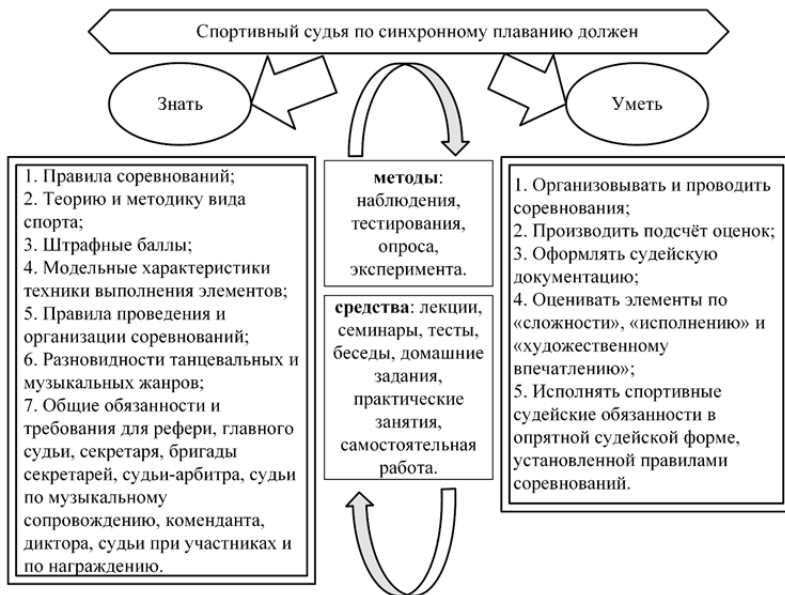 Спортивный судья по синхронному плаванию должен
Знать
Уметь
1. Правила соревнований;
2. Теорию и методику вида
спорта;
3. Штрафные баллы;
4. Модельные характеристики
техники выполнения элементов;
5. Правила проведения и
организации соревнований;
6. Разновидности танцевальных и
музыкальных жанров;
7. Общие обязанности и
требования для рефери, главного
судьи, секретаря, бригады
секретарей, судьи-арбитра, судьи
по музыкальному
сопровождению, коменданта,
диктора, судьи при участниках и
по награждению.
методы:
наблюдения,
тестирования,
опроса,
эксперимента.
средства: лекции,
семинары, тесты,
беседы, домашние
задания,
практические
занятия,
самостоятельная
работа.
1. Организовывать и проводить
соревнования;
2. Производить подсчёт оценок;
3. Оформлять судейскую
документацию;
4. Оценивать элементы по
«сложности», «исполнению» и
«художественному
впечатлению»;
5. Исполнять спортивные
судейские обязанности в
опрятной судейской форме,
установленной правилами
соревнований.